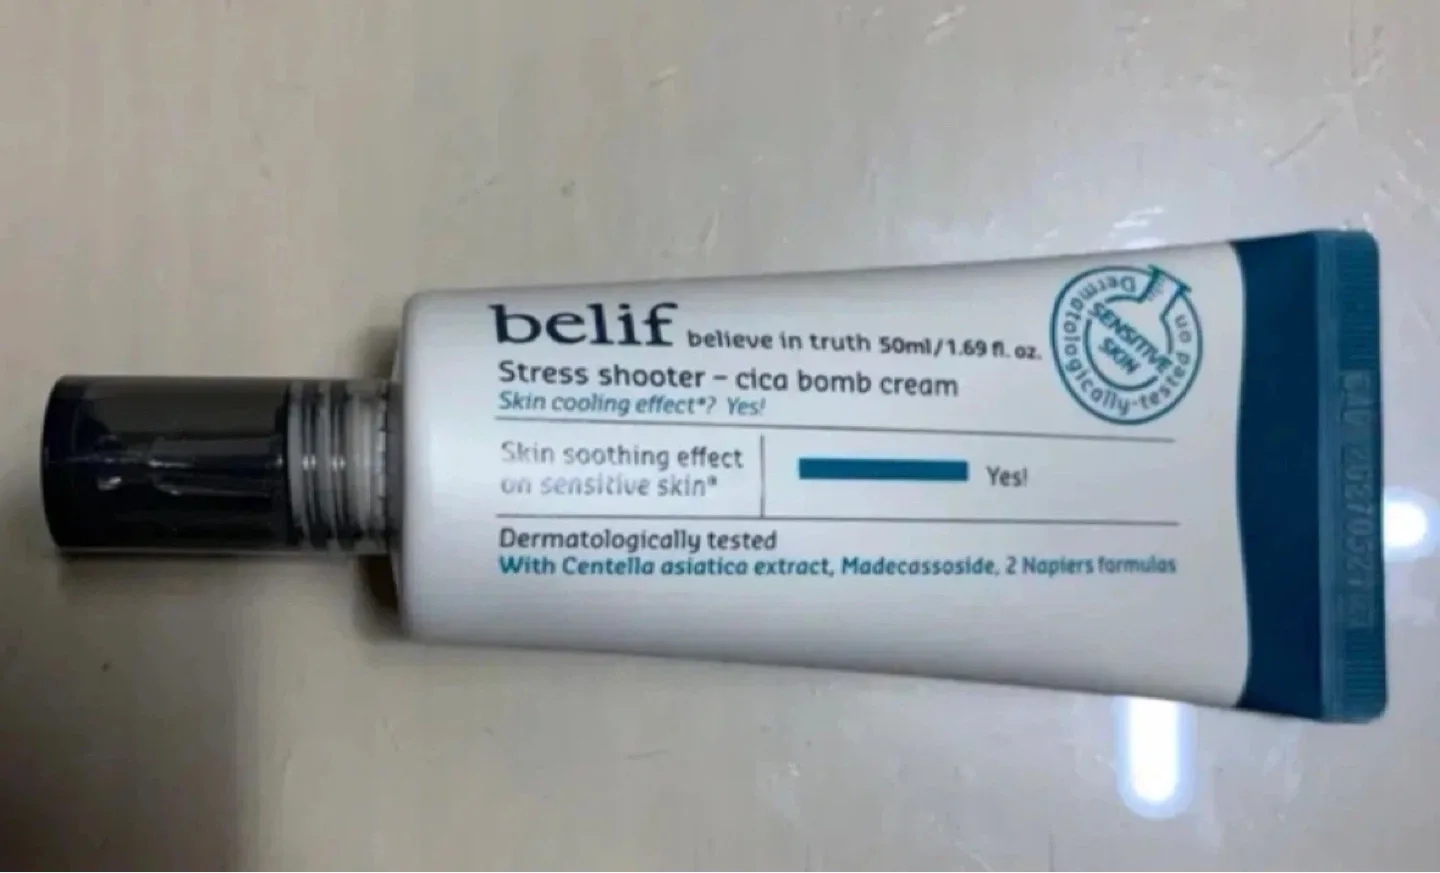 belif believe in truth 50ml/1.69 fl. oz.
Stress shooter – cica bomb cream
Skin cooling effect*? Yes!
Skin soothing effect
on sensitive skin*
Yes!
Dermatologically tested
With Centella asiatica extract, Madecassoside, 2 Napiers formulas
Dermatologically-tested on
SENSITIVE
SKIN
20270527